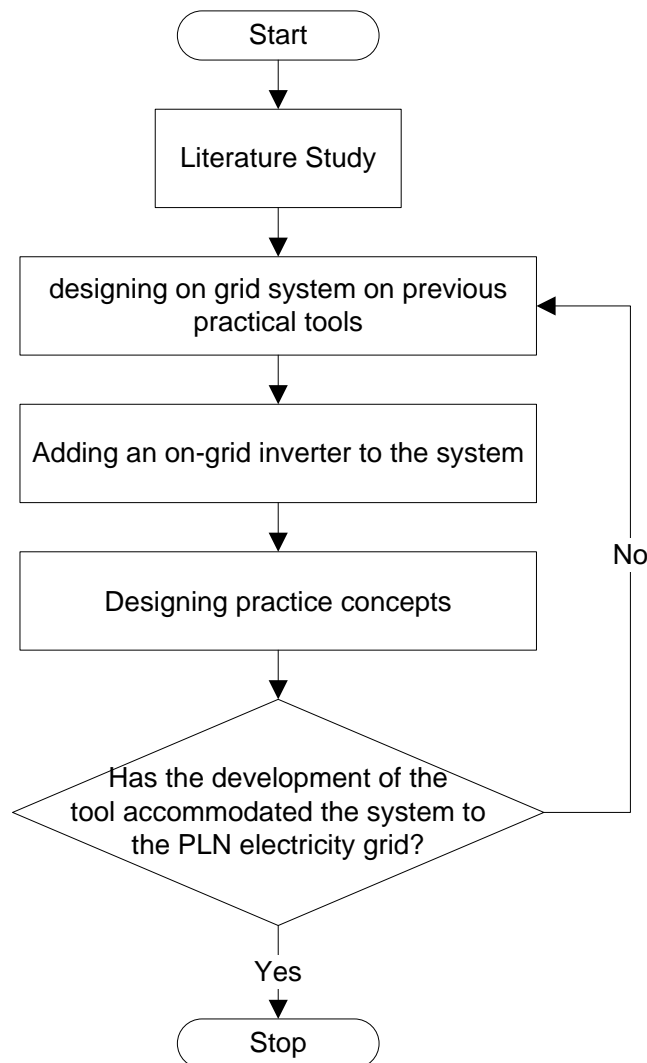 Start
Literature Study
designing on grid system on previous
practical tools
Adding an on-grid inverter to the system
Designing practice concepts
No
Has the development of the
tool accommodated the system to
the PLN electricity grid?
Yes
Stop